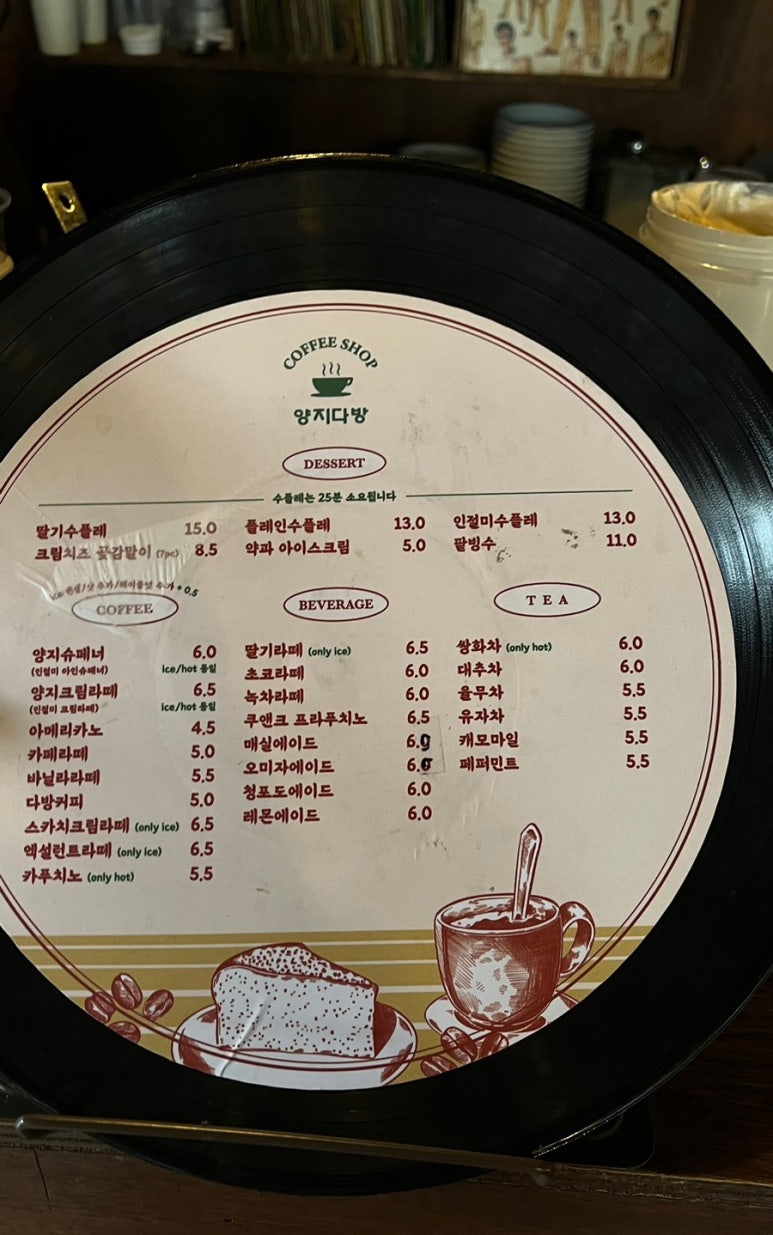 COFFEE SHOP
양지다방
DESSERT
수플레는 25분 소요됩니다
딸기수플레 15.0
크림치즈 곶감말이 (7pc) 8.5
플레인수플레 13.0
약과 아이스크림 5.0
인절미수플레 13.0
팥빙수 11.0
추가/테이블엣 추가 + 0.5
COFFEE
양지슈페너 6.0
(인절미 아인슈페너) ice/hot 동일
양지크림라떼 6.5
(인절미 크림라떼) ice/hot 동일
아메리카노 4.5
카페라떼 5.0
바닐라라떼 5.5
다방커피 5.0
스카치크림라떼 (only ice) 6.5
엑설런트라떼 (only ice) 6.5
카푸치노 (only hot) 5.5
BEVERAGE
딸기라떼 (only ice) 6.5
초코라떼 6.0
녹차라떼 6.0
쿠앤크 프라푸치노 6.5
매실에이드
오미자에이드
청포도에이드 6.0
레몬에이드 6.0
TEA
쌍화차 (only hot) 6.0
대추차 6.0
율무차 5.5
유자차 5.5
캐모마일 5.5
페퍼민트 5.5